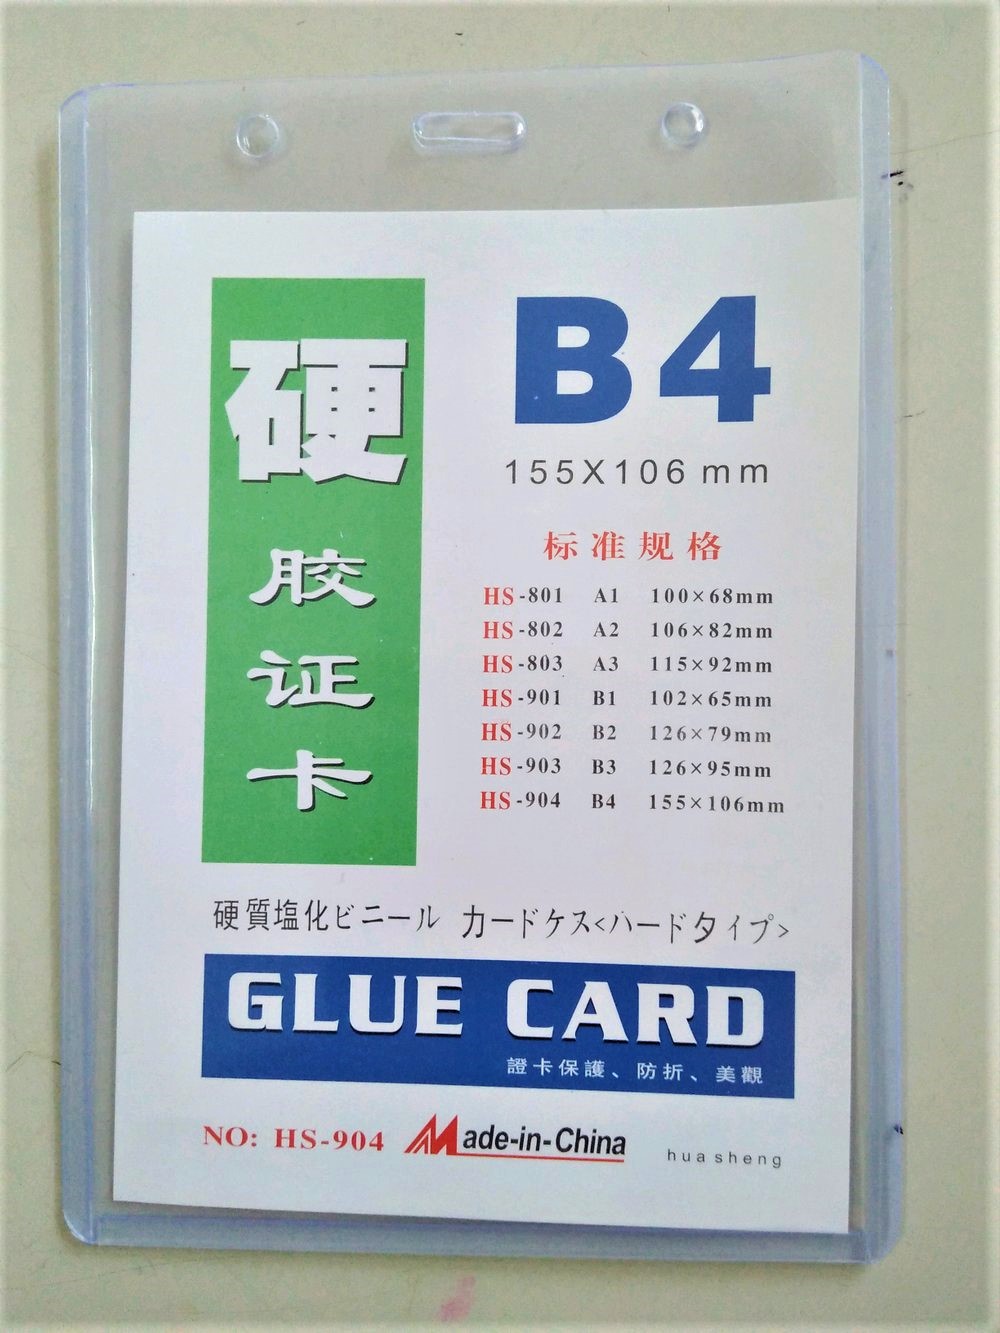 硬胶证卡
B4
155X106 mm
标准规格
HS-801 A1 100×68mm
HS-802 A2 106×82mm
HS-803 A3 115×92mm
HS-901 B1 102×65mm
HS-902 B2 126×79mm
HS-903 B3 126×95mm
HS-904 B4 155×106mm
硬質塩化ビニール カードケス<ハードタイプ>
GLUE CARD
證卡保護、防折、美觀
NO: HS-904 Made-in-China hua sheng